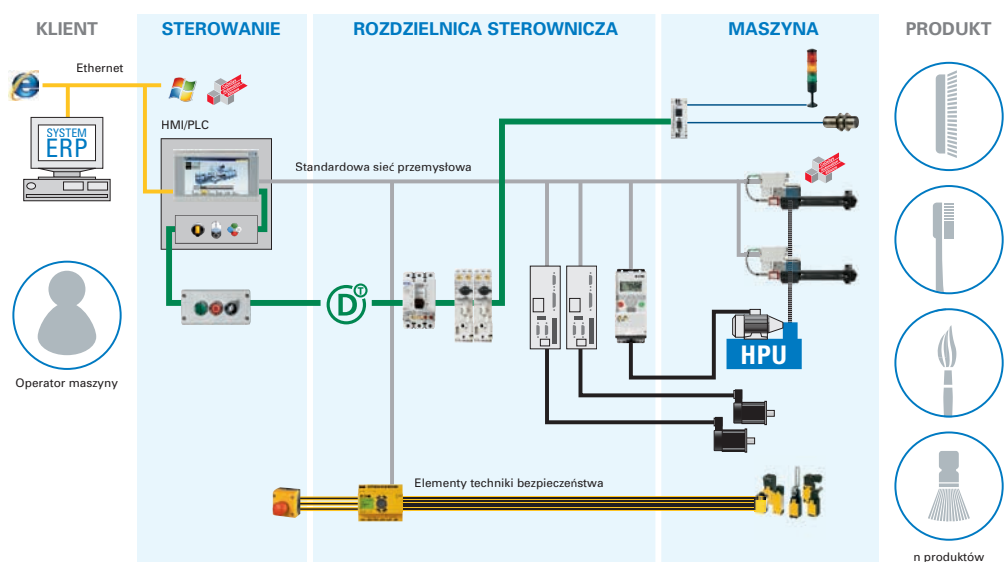 KLIENT
STEROWANIE
ROZDZIELNICA STEROWNICZA
MASZYNA
PRODUKT
Ethernet
SYSTEM
ERP
HMI/PLC
Standardowa sieć przemysłowa
D T
HPU
Operator maszyny
Elementy techniki bezpieczeństwa
n produktów